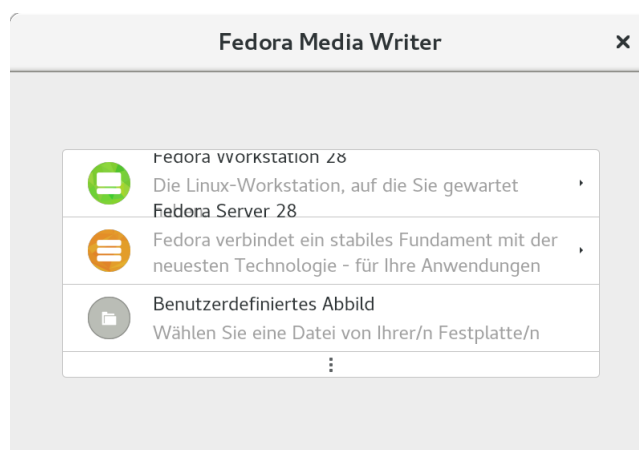 Fedora Media Writer
Fedora Workstation 28
Die Linux-Workstation, auf die Sie gewartet
Fedora Server 28
Fedora verbindet ein stabiles Fundament mit der
neuesten Technologie - für Ihre Anwendungen
Benutzerdefiniertes Abbild
Wählen Sie eine Datei von Ihrer/n Festplatte/n